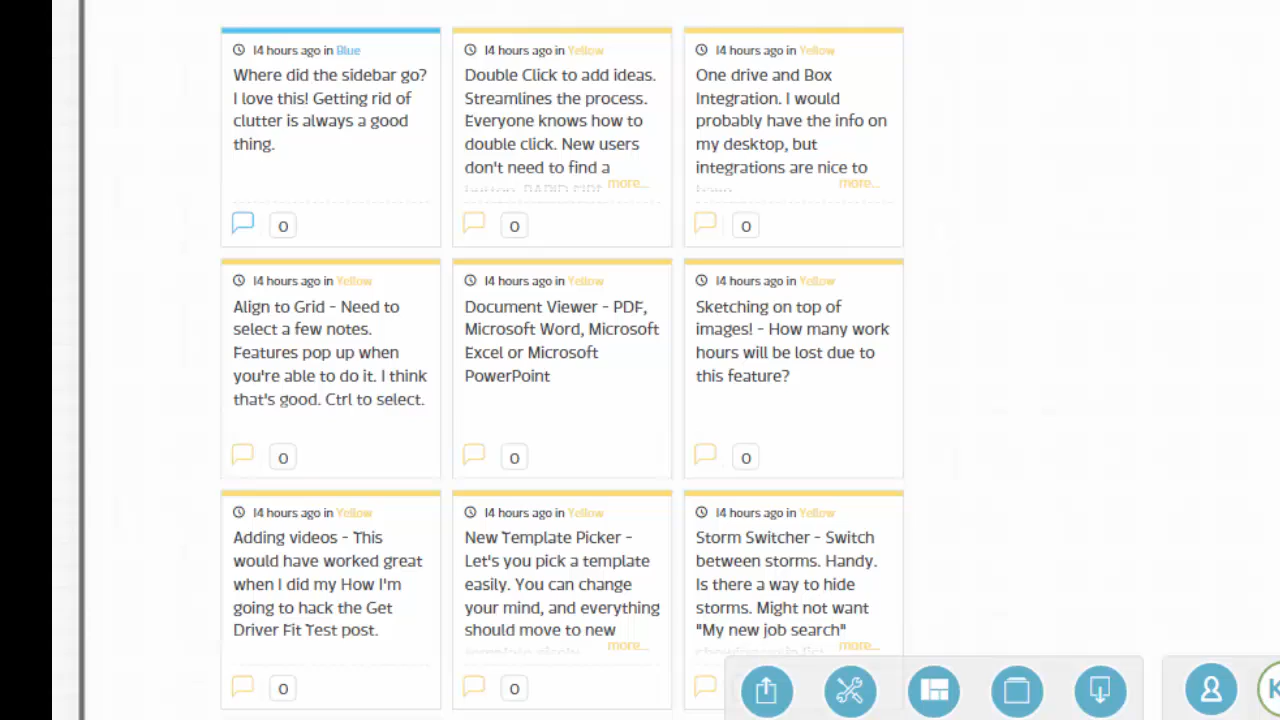 14 hours ago in Blue
Where did the sidebar go?
I love this! Getting rid of
clutter is always a good
thing.
0
14 hours ago in Yellow
Double Click to add ideas.
Streamlines the process.
Everyone knows how to
double click. New users
don't need to find a
more...
0
14 hours ago in Yellow
One drive and Box
Integration. I would
probably have the info on
my desktop, but
integrations are nice to
more...
0
14 hours ago in Yellow
Align to Grid - Need to
select a few notes.
Features pop up when
you're able to do it. I think
that's good. Ctrl to select.
0
14 hours ago in Yellow
Document Viewer - PDF,
Microsoft Word, Microsoft
Excel or Microsoft
PowerPoint
0
14 hours ago in Yellow
Sketching on top of
images! - How many work
hours will be lost due to
this feature?
0
14 hours ago in Yellow
Adding videos - This
would have worked great
when I did my How I'm
going to hack the Get
Driver Fit Test post.
0
14 hours ago in Yellow
New Template Picker -
Let's you pick a template
easily. You can change
your mind, and everything
should move to new
more...
0
14 hours ago in Yellow
Storm Switcher - Switch
between storms. Handy.
Is there a way to hide
storms. Might not want
"My new job search"
more...
K